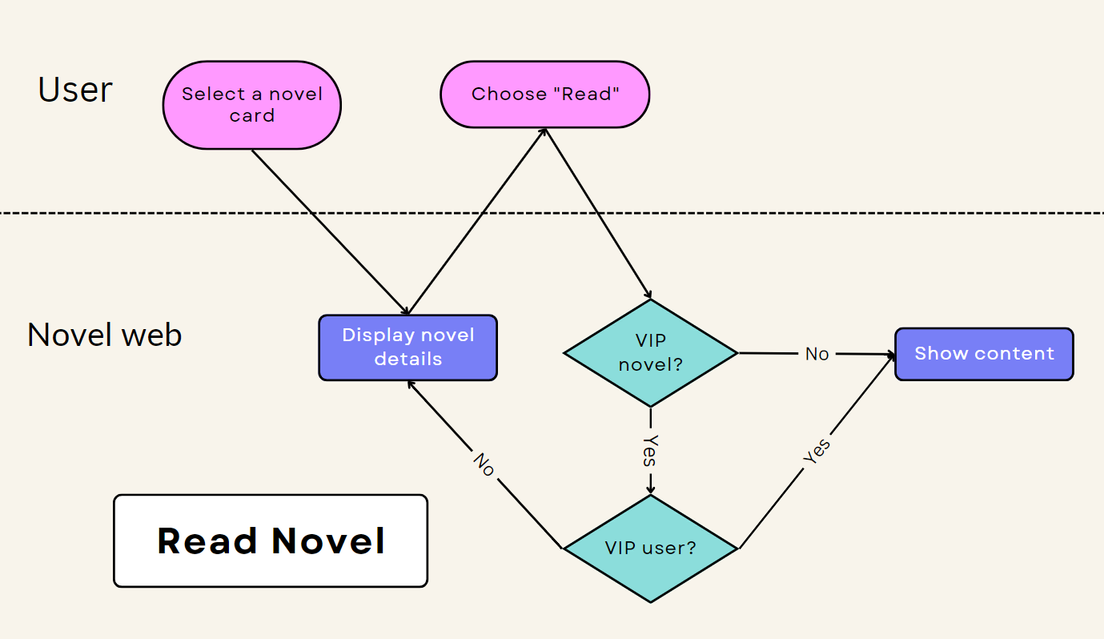 User
Select a novel
card
Choose "Read"
Novel web
Display novel
details
VIP
novel?
No
Show content
Yes
No
Yes
Read Novel
VIP user?